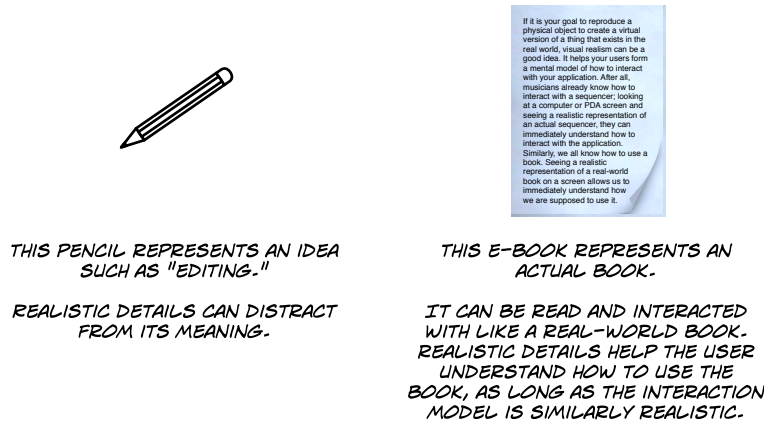 If it is your goal to reproduce a
physical object to create a virtual
version of a thing that exists in the
real world, visual realism can be a
good idea. It helps your users form
a mental model of how to interact
with your application. After all,
musicians already know how to
interact with a sequencer; looking
at a computer or PDA screen and
seeing a realistic representation of
an actual sequencer, they can
immediately understand how to
interact with the application.
Similarly, we all know how to use a
book. Seeing a realistic
representation of a real-world
book on a screen allows us to
immediately understand how
we are supposed to use it.
THIS PENCIL REPRESENTS AN IDEA
SUCH AS "EDITING."
REALISTIC DETAILS CAN DISTRACT
FROM ITS MEANING.
THIS E-BOOK REPRESENTS AN
ACTUAL BOOK.
IT CAN BE READ AND INTERACTED
WITH LIKE A REAL-WORLD BOOK.
REALISTIC DETAILS HELP THE USER
UNDERSTAND HOW TO USE THE
BOOK, AS LONG AS THE INTERACTION
MODEL IS SIMILARLY REALISTIC.